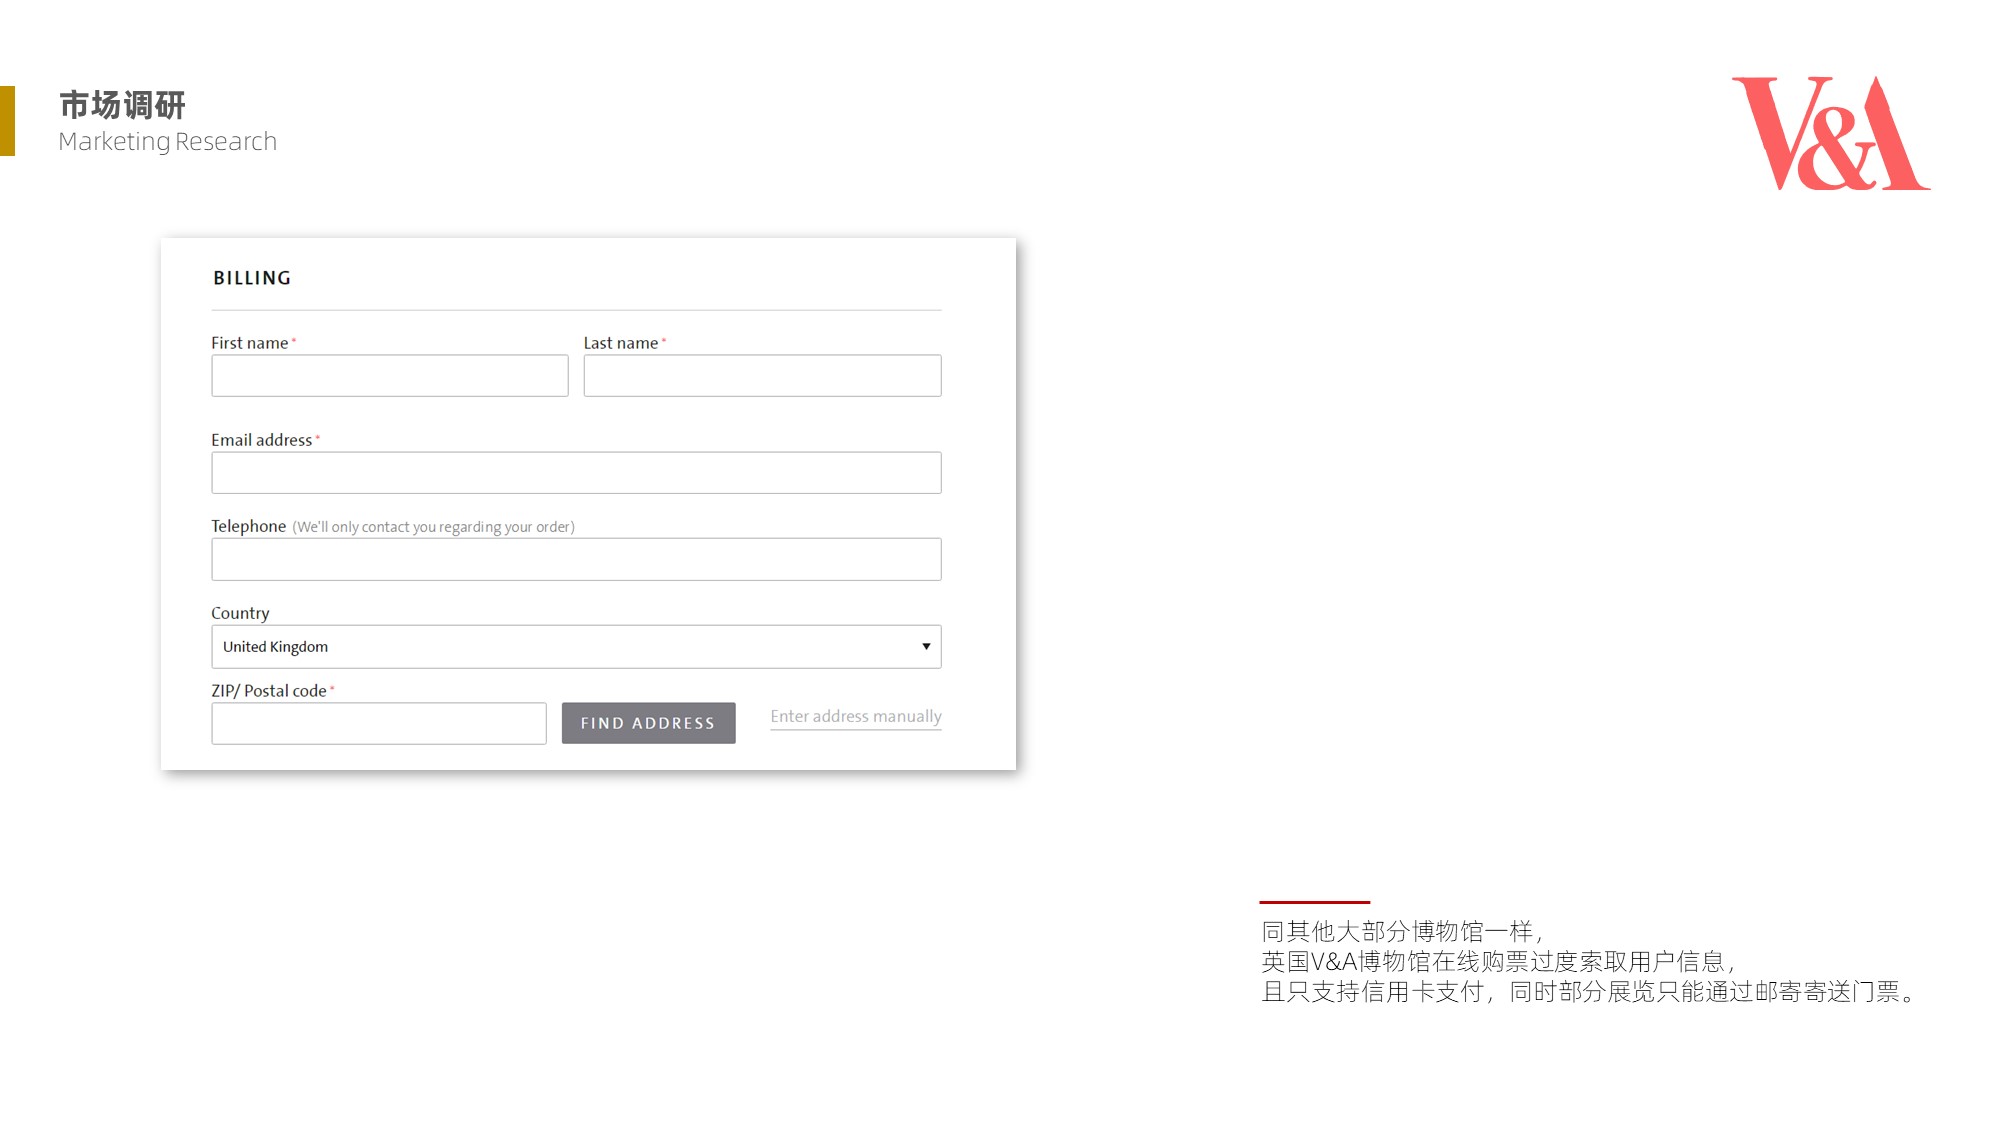 市场调研
Marketing Research
V&A
BILLING
First name*
Last name*
Email address*
Telephone (We'll only contact you regarding your order)
Country
United Kingdom
ZIP/ Postal code*
FIND ADDRESS
Enter address manually
同其他大部分博物馆一样，
英国V&A博物馆在线购票过度索取用户信息，
且只支持信用卡支付，同时部分展览只能通过邮寄寄送门票。